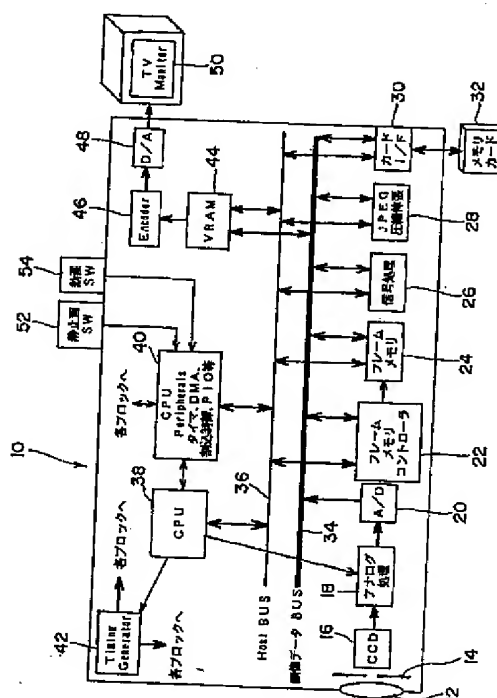 10
42
Timing
Generator
各ブロックへ
各ブロックへ
38
CPU
各ブロックへ
40
CPU
Peripherals
タイマ、DMA、
割込制御、PIO等
52
静止画
SW
54
動画
SW
46
Encoder
48
D/A
50
TV
Monitor
44
VRAM
36
Host BUS
34
画像データ BUS
2
14
16
CCD
18
アナログ
処理
20
A/D
22
フレーム
メモリ
コントローラ
24
フレーム
メモリ
26
信号処理
28
JPEG
圧縮伸張
30
カード
I/F
32
メモリ
カード